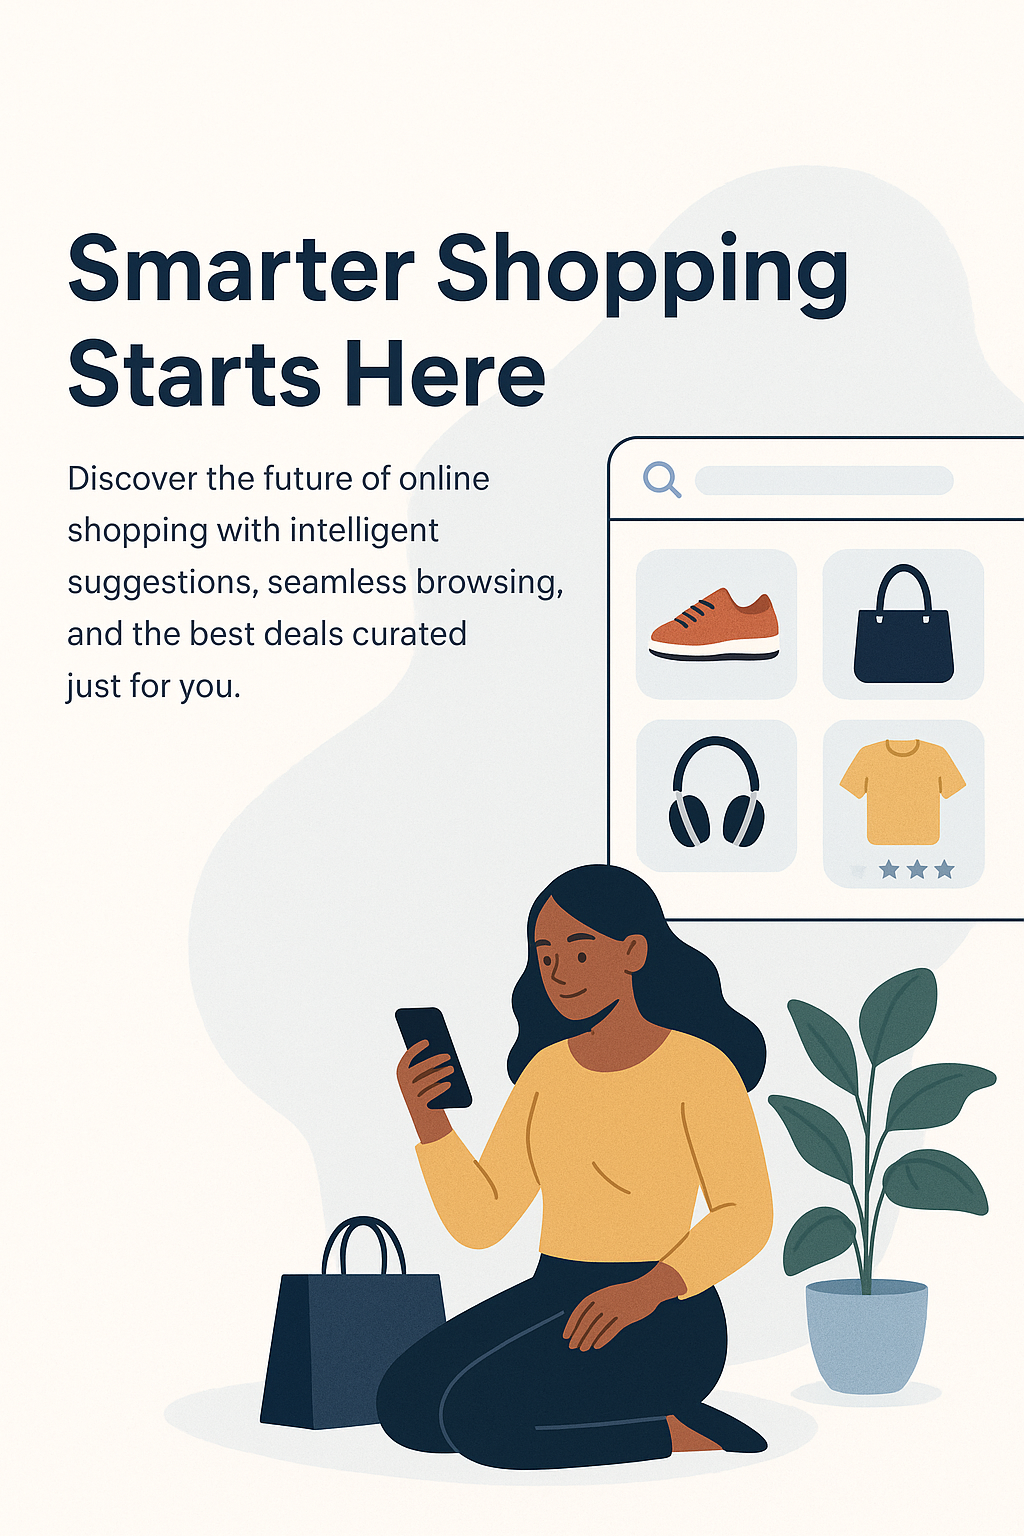 Smarter Shopping
Starts Here
Discover the future of online
shopping with intelligent
suggestions, seamless browsing,
and the best deals curated
just for you.